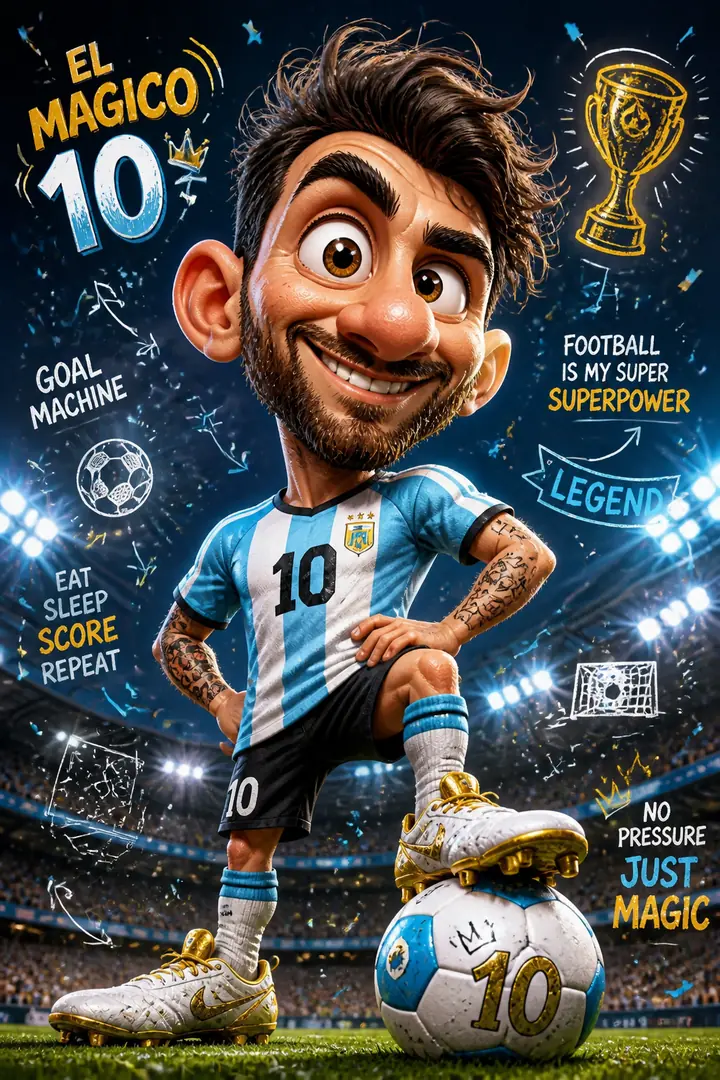 EL
MAGICO
10
GOAL
MACHINE
FOOTBALL
IS MY SUPER
SUPERPOWER
LEGEND
10
EAT
SLEEP
SCORE
REPEAT
10
NO
PRESSURE
JUST
MAGIC
10